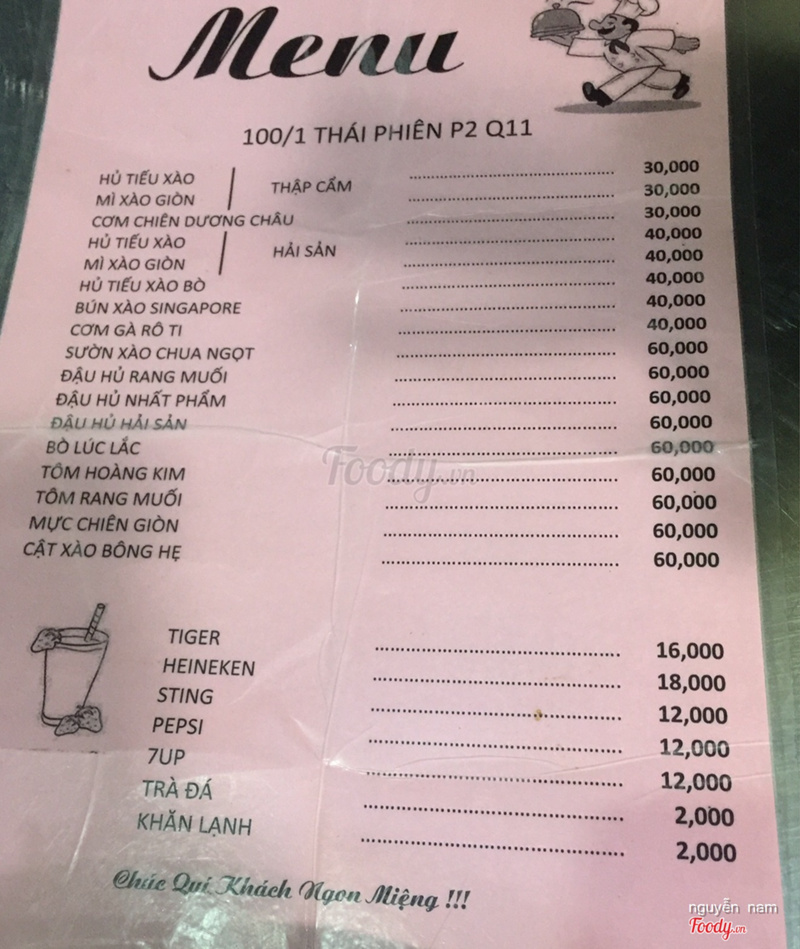 Menu
100/1 THÁI PHIÊN P2 Q11
HỦ TIẾU XÀO THẬP CẨM 30,000
MÌ XÀO GIÒN 30,000
CƠM CHIÊN DƯƠNG CHÂU 30,000
HỦ TIẾU XÀO HẢI SẢN 40,000
MÌ XÀO GIÒN 40,000
HỦ TIẾU XÀO BÒ 40,000
BÚN XÀO SINGAPORE 40,000
CƠM GÀ RÔ TI 40,000
SƯỜN XÀO CHUA NGỌT 60,000
ĐẬU HỦ RANG MUỐI 60,000
ĐẬU HỦ NHẤT PHẨM 60,000
ĐẬU HỦ HẢI SẢN 60,000
BÒ LÚC LẮC 60,000
TÔM HOÀNG KIM 60,000
TÔM RANG MUỐI 60,000
MỰC CHIÊN GIÒN 60,000
CẬT XÀO BÔNG HẸ 60,000
Foody.vn
TIGER 16,000
HEINEKEN 18,000
STING 12,000
PEPSI 12,000
7UP 12,000
TRÀ ĐÁ 2,000
KHĂN LẠNH 2,000
Chúc Quí Khách Ngon Miệng !!!
nguyễn nam
Foody.vn